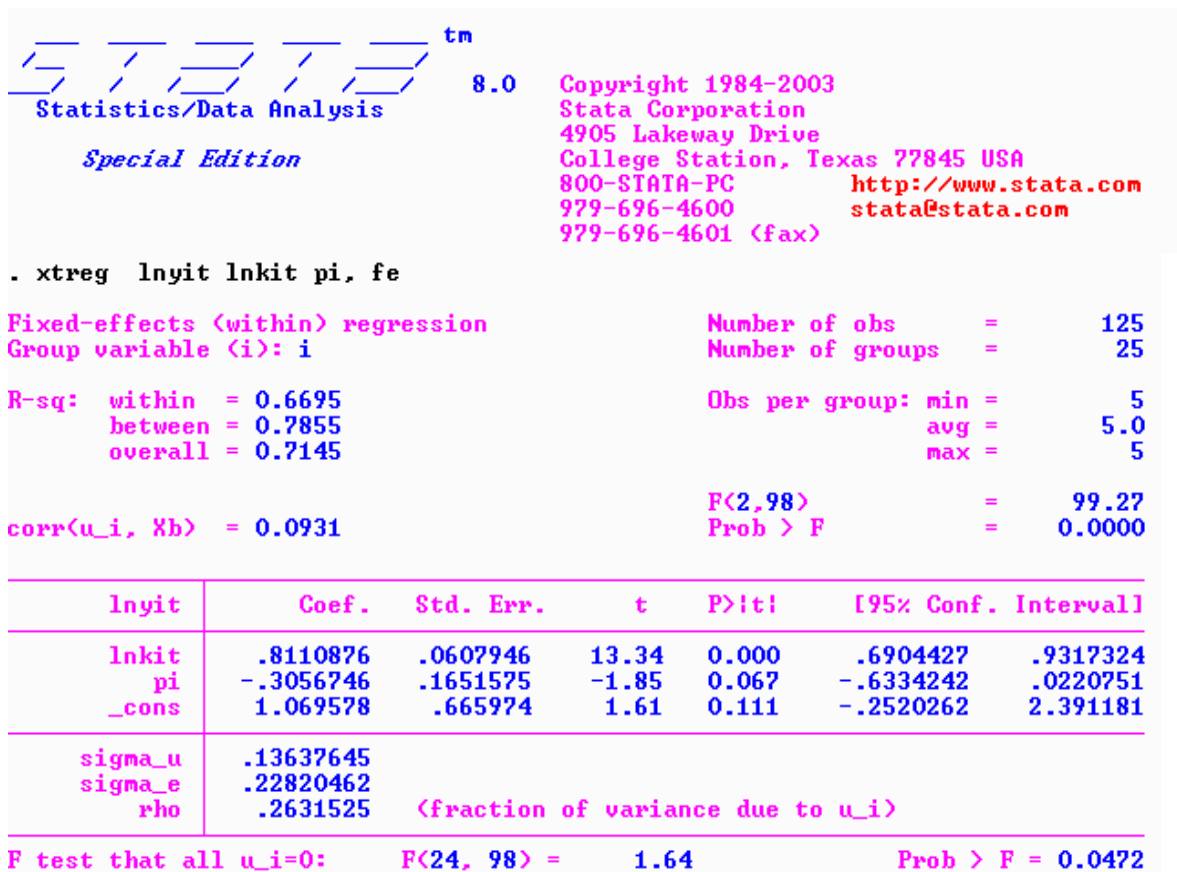 tm
STATA 8.0 Copyright 1984-2003
Statistics/Data Analysis Stata Corporation
4905 Lakeway Drive
Special Edition College Station, Texas 77845 USA
800-STATA-PC http://www.stata.com
979-696-4600 stata@stata.com
979-696-4601 (fax)
. xtreg lnyit lnkit pi, fe
Fixed-effects (within) regression Number of obs = 125
Group variable (i): i Number of groups = 25
R-sq: within = 0.6695 Obs per group: min = 5
between = 0.7855 avg = 5.0
overall = 0.7145 max = 5
F(2,98) = 99.27
corr(u_i, Xb) = 0.0931 Prob > F = 0.0000
lnyit Coef. Std. Err. t P>|t| [95% Conf. Interval]
lnkit .8110876 .0607946 13.34 0.000 .6904427 .9317324
pi -.3056746 .1651575 -1.85 0.067 -.6334242 .0220751
_cons 1.069578 .665974 1.61 0.111 -.2520262 2.391181
sigma_u .13637645
sigma_e .22820462
rho .2631525 (fraction of variance due to u_i)
F test that all u_i=0: F(24, 98) = 1.64 Prob > F = 0.0472